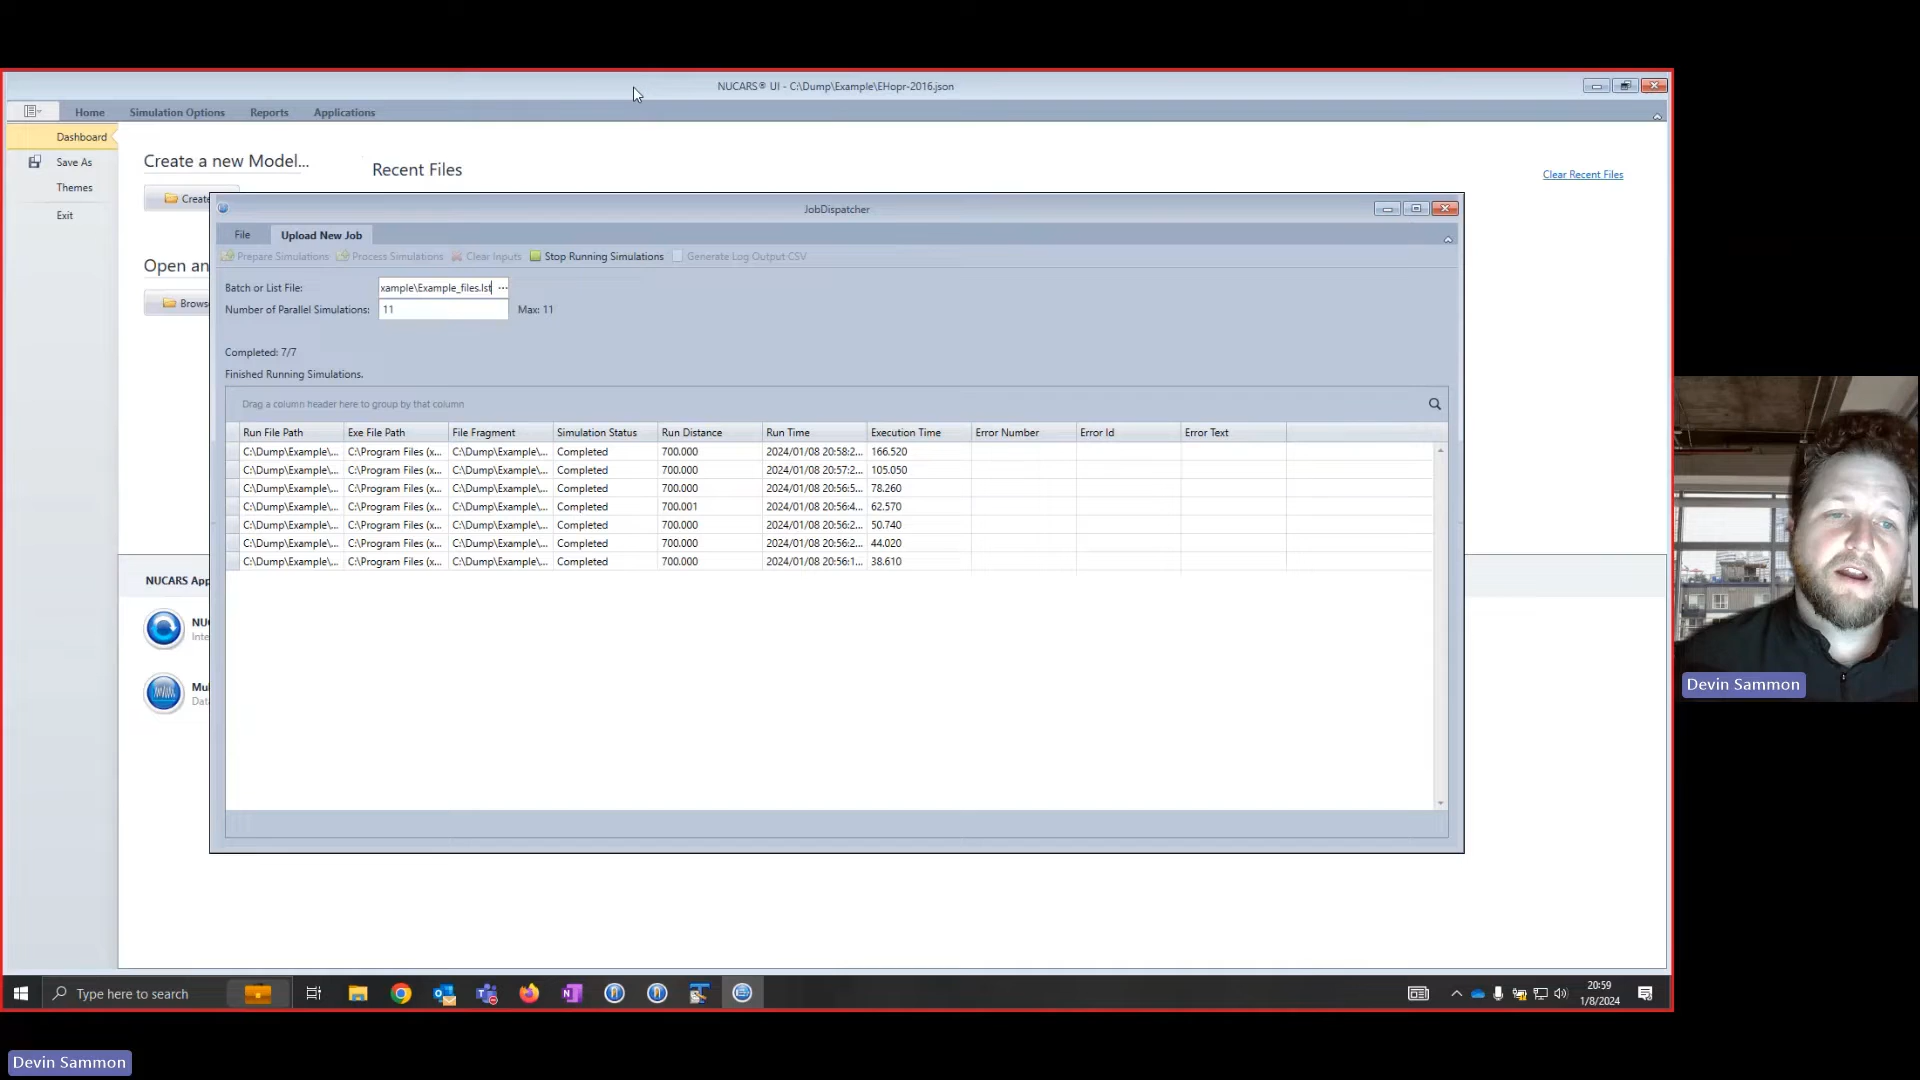 NUCARS® UI - C:\Dump\Example\EHopr-2016.json
Home Simulation Options Reports Applications
Dashboard
Save As
Themes
Exit
Create a new Model...
Recent Files
Clear Recent Files
Create
Open an
Brows
JobDispatcher
File Upload New Job
Prepare Simulations Process Simulations Clear Inputs Stop Running Simulations Generate Log Output CSV
Batch or List File: xample\Example_files.lst ...
Number of Parallel Simulations: 11 Max: 11
Completed: 7/7
Finished Running Simulations.
Drag a column header here to group by that column
Run File Path Exe File Path File Fragment Simulation Status Run Distance Run Time Execution Time Error Number Error Id Error Text
C:\Dump\Example\... C:\Program Files (x... C:\Dump\Example\... Completed 700.000 2024/01/08 20:58:2... 166.520
C:\Dump\Example\... C:\Program Files (x... C:\Dump\Example\... Completed 700.000 2024/01/08 20:57:2... 105.050
C:\Dump\Example\... C:\Program Files (x... C:\Dump\Example\... Completed 700.000 2024/01/08 20:56:5... 78.260
C:\Dump\Example\... C:\Program Files (x... C:\Dump\Example\... Completed 700.001 2024/01/08 20:56:4... 62.570
C:\Dump\Example\... C:\Program Files (x... C:\Dump\Example\... Completed 700.000 2024/01/08 20:56:2... 50.740
C:\Dump\Example\... C:\Program Files (x... C:\Dump\Example\... Completed 700.000 2024/01/08 20:56:2... 44.020
C:\Dump\Example\... C:\Program Files (x... C:\Dump\Example\... Completed 700.000 2024/01/08 20:56:1... 38.610
NUCARS App
NU
Inte
Mul
Data
Devin Sammon
Type here to search
20:59
1/8/2024
Devin Sammon